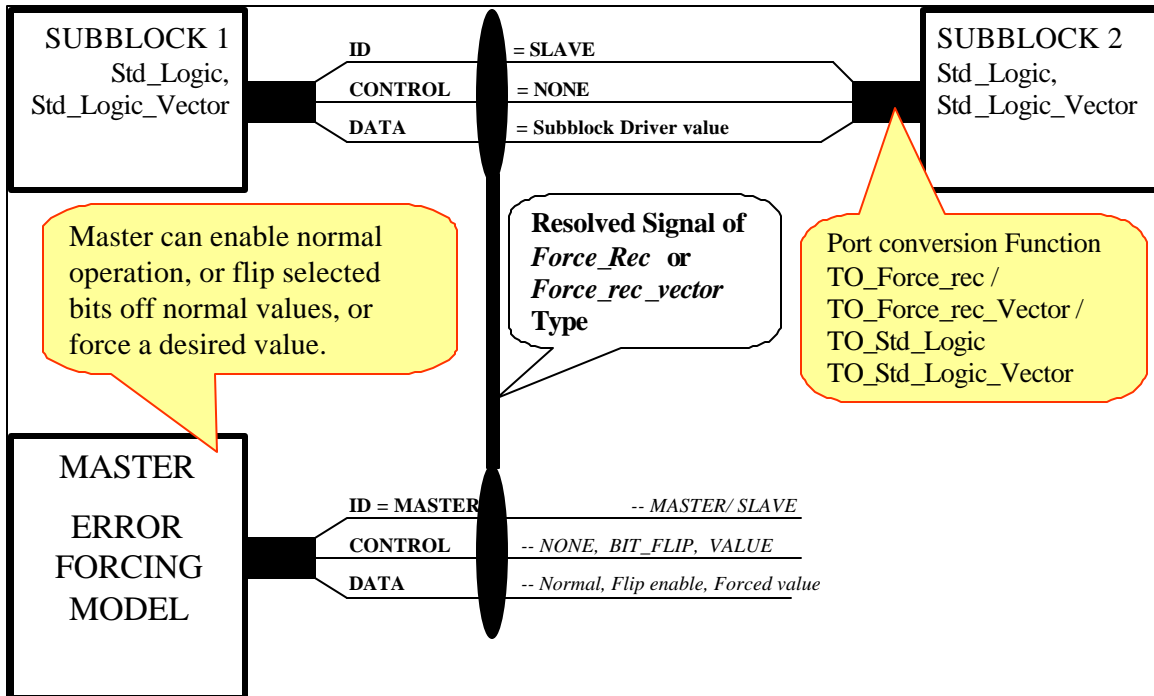 SUBBLOCK 1
Std_Logic,
Std_Logic_Vector
ID
= SLAVE
CONTROL
= NONE
DATA
= Subblock Driver value
SUBBLOCK 2
Std_Logic,
Std_Logic_Vector
Master can enable normal
operation, or flip selected
bits off normal values, or
force a desired value.
Resolved Signal of
Force_Rec or
Force_rec_vector
Type
Port conversion Function
TO_Force_rec /
TO_Force_rec_Vector /
TO_Std_Logic
TO_Std_Logic_Vector
MASTER
ERROR
FORCING
MODEL
ID = MASTER
-- MASTER/ SLAVE
CONTROL
-- NONE, BIT_FLIP, VALUE
DATA
-- Normal, Flip enable, Forced value